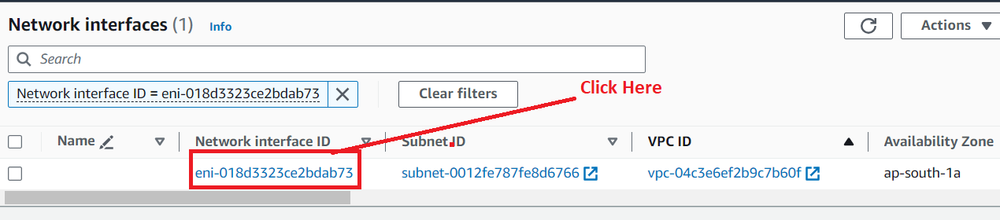 Network interfaces (1) Info
Actions
Search
Network interface ID = eni-018d3323ce2bdab73
Clear filters
Click Here
Name
Network interface ID
Subnet ID
VPC ID
Availability Zone
eni-018d3323ce2bdab73
subnet-0012fe787fe8d6766
vpc-04c3e6ef2b9c7b60f
ap-south-1a